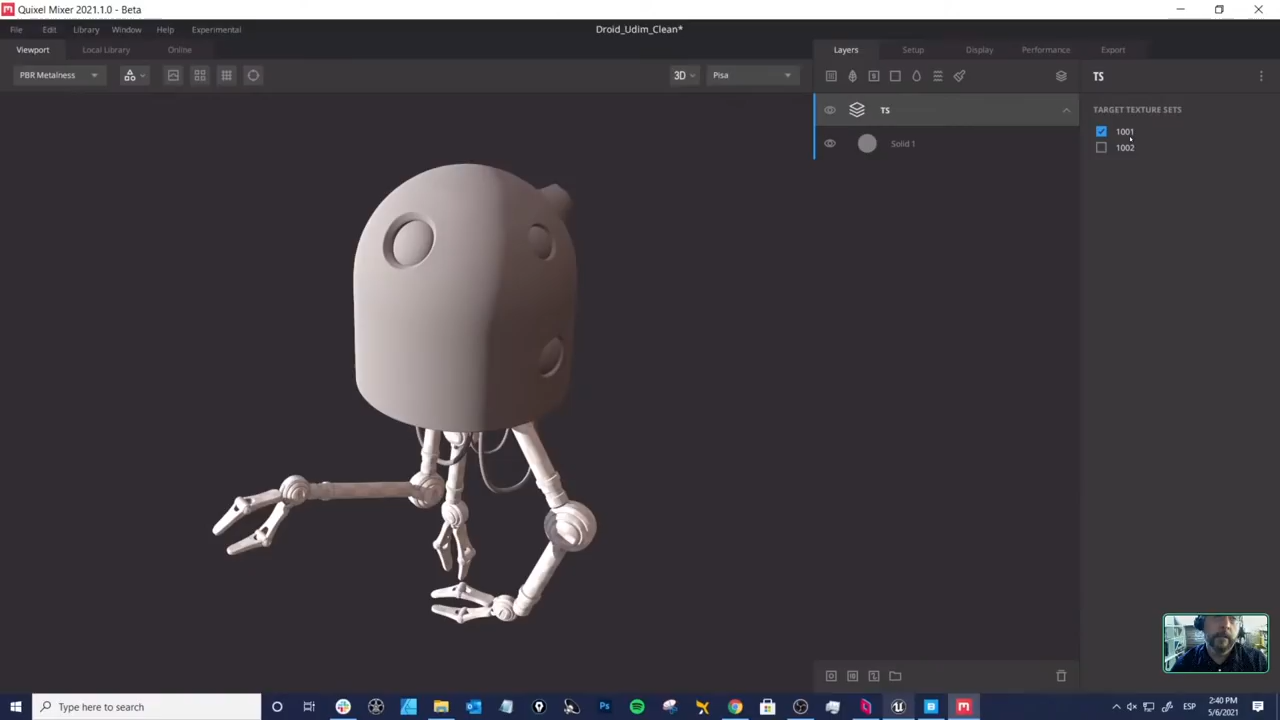 Quixel Mixer 2021.1.0 - Beta
File Edit Library Window Help Experimental
Droid_Udim_Clean*
Viewport Local Library Online
Layers Setup Display Performance Export
PBR Metalness
3D
Pisa
TS
TS
TARGET TEXTURE SETS
1001
Solid 1
1002
Type here to search
ESP
2:40 PM
5/6/2021